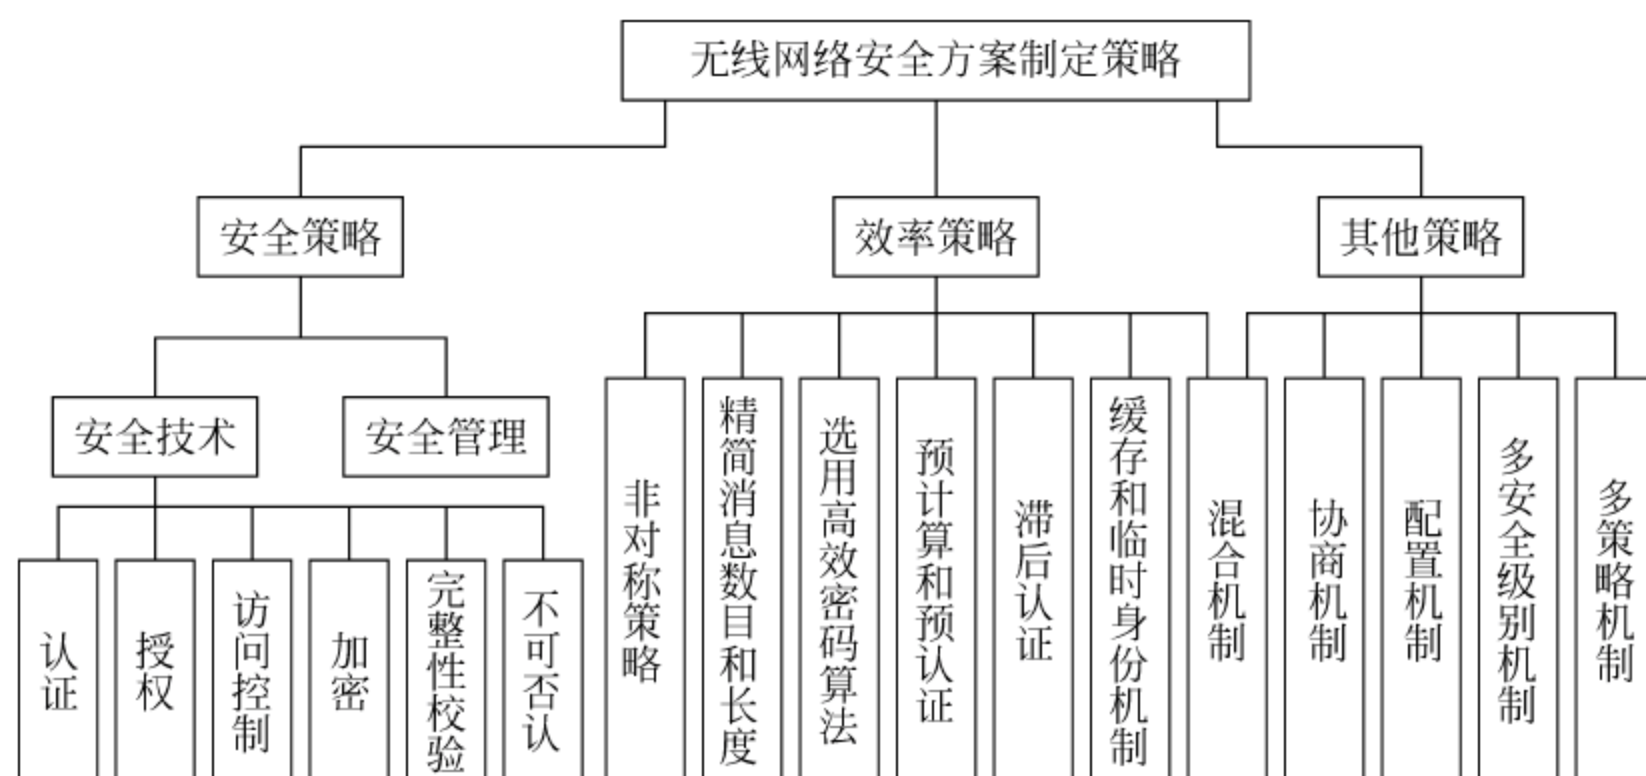 无线网络安全方案制定策略
安全策略
效率策略
其他策略
安全技术
安全管理
认证
授权
访问控制
加密
完整性校验
不可否认
非对称策略
精简消息数目和长度
选用高效密码算法
预计算和预认证
滞后认证
缓存和临时身份机制
混合机制
协商机制
配置机制
多安全级别机制
多策略机制